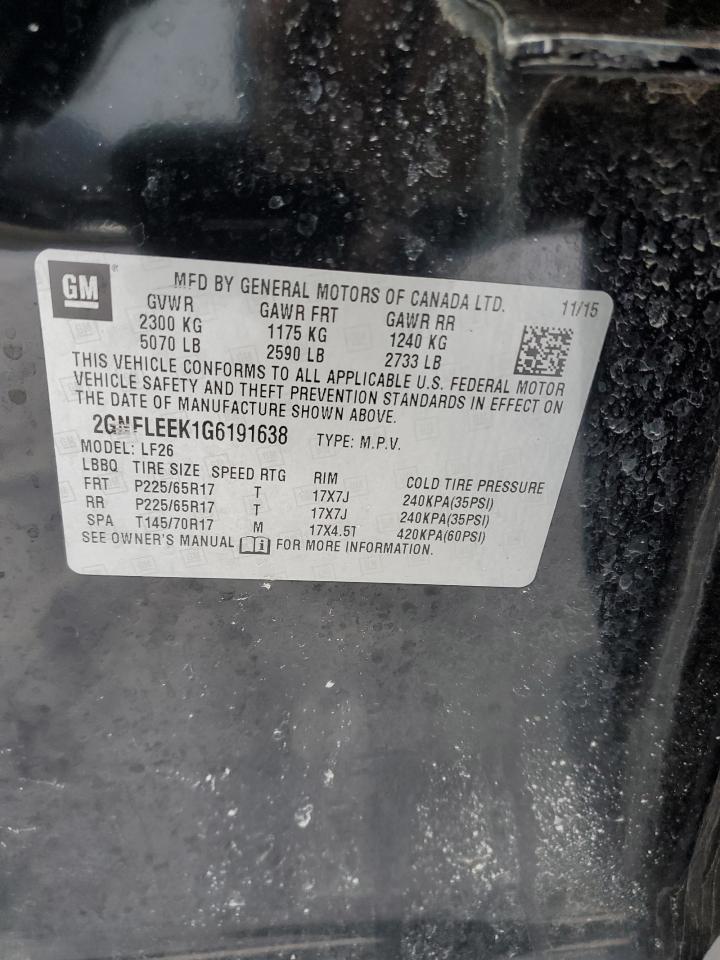 GM ® MFD BY GENERAL MOTORS OF CANADA LTD. 11/15
GVWR GAWR FRT GAWR RR
2300 KG 1175 KG 1240 KG
5070 LB 2590 LB 2733 LB
THIS VEHICLE CONFORMS TO ALL APPLICABLE U.S. FEDERAL MOTOR
VEHICLE SAFETY AND THEFT PREVENTION STANDARDS IN EFFECT ON
THE DATE OF MANUFACTURE SHOWN ABOVE.
2GNFLEEK1G6191638 TYPE: M.P.V.
MODEL: LF26
LBBQ TIRE SIZE SPEED RTG RIM COLD TIRE PRESSURE
FRT P225/65R17 T 17X7J 240KPA(35PSI)
RR P225/65R17 T 17X7J 240KPA(35PSI)
SPA T145/70R17 M 17X4.5T 420KPA(60PSI)
SEE OWNER'S MANUAL FOR MORE INFORMATION.